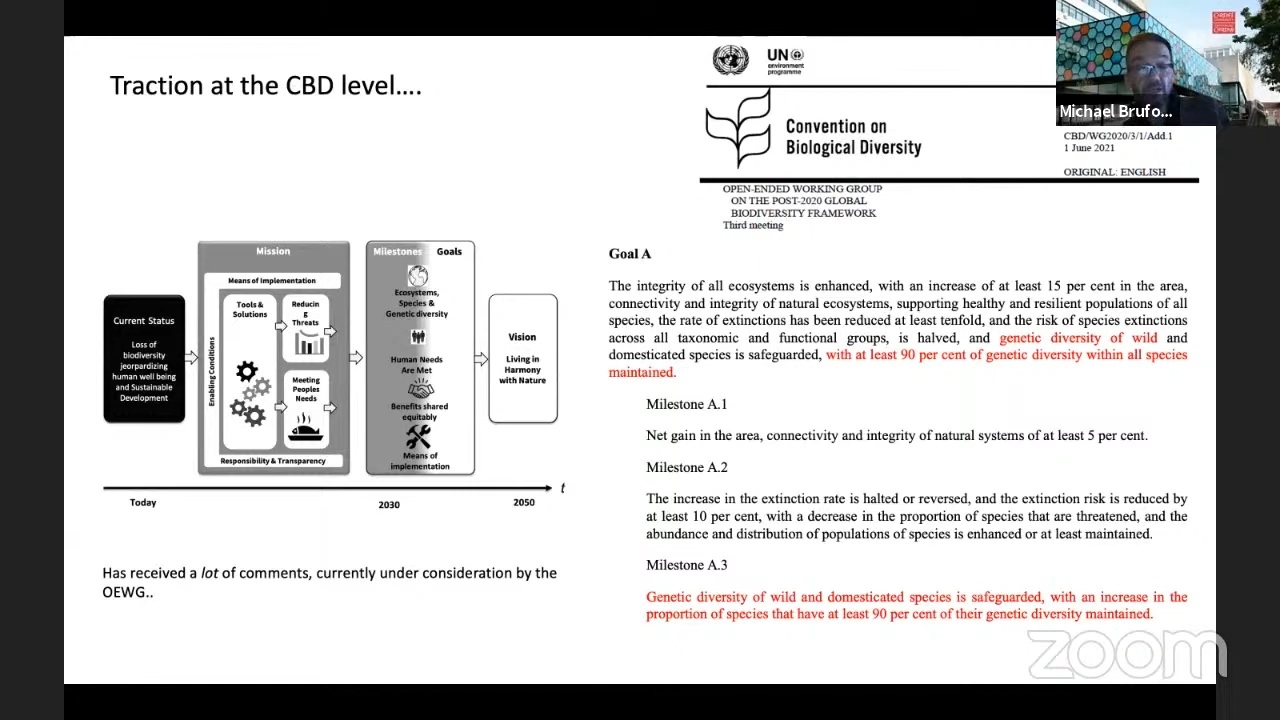 Traction at the CBD level....
UN
environment
programme
Michael Brufo...
Convention on
Biological Diversity
CBD/WG2020/3/1/Add.1
1 June 2021
ORIGINAL: ENGLISH
OPEN-ENDED WORKING GROUP
ON THE POST-2020 GLOBAL
BIODIVERSITY FRAMEWORK
Third meeting
Mission
Means of Implementation
Enabling Conditions
Tools &
Solutions
Reducin
g
Threats
Meeting
Peoples
Needs
Responsibility & Transparency
Current Status
Loss of
biodiversity
jeorpardizing
human well being
and Sustainable
Development
Milestones Goals
Ecosystems,
Species &
Genetic diversity
Human Needs
Are Met
Benefits shared
equitably
Means of
implementation
Vision
Living in
Harmony
with Nature
t
Today
2030
2050
Has received a lot of comments, currently under consideration by the
OEWG..
Goal A
The integrity of all ecosystems is enhanced, with an increase of at least 15 per cent in the area,
connectivity and integrity of natural ecosystems, supporting healthy and resilient populations of all
species, the rate of extinctions has been reduced at least tenfold, and the risk of species extinctions
across all taxonomic and functional groups, is halved, and genetic diversity of wild and
domesticated species is safeguarded, with at least 90 per cent of genetic diversity within all species
maintained.
Milestone A.1
Net gain in the area, connectivity and integrity of natural systems of at least 5 per cent.
Milestone A.2
The increase in the extinction rate is halted or reversed, and the extinction risk is reduced by
at least 10 per cent, with a decrease in the proportion of species that are threatened, and the
abundance and distribution of populations of species is enhanced or at least maintained.
Milestone A.3
Genetic diversity of wild and domesticated species is safeguarded, with an increase in the
proportion of species that have at least 90 per cent of their genetic diversity maintained.
zoom